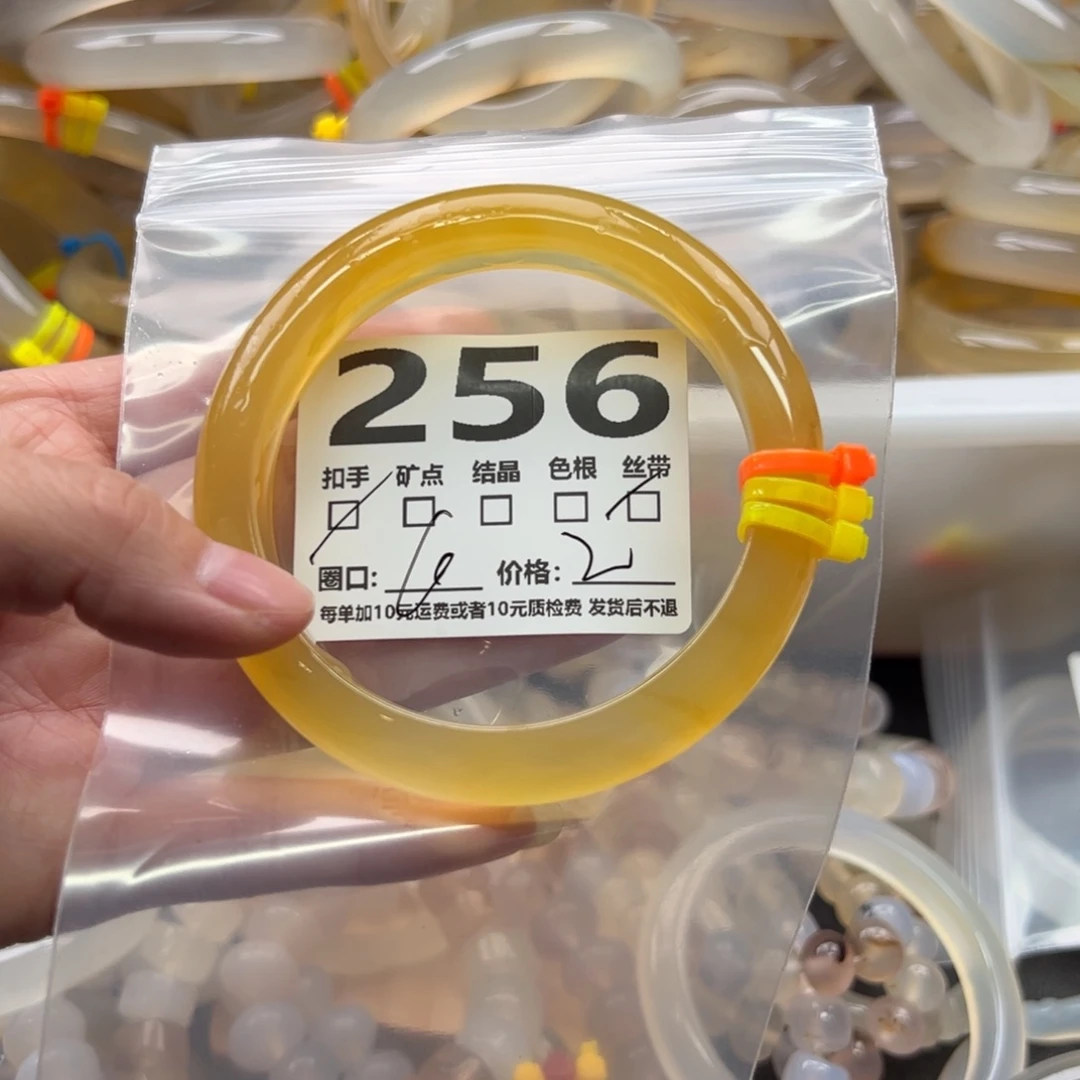 256
扣手 矿点 结晶 色根 丝带
圈口: 价格:
每单加10元运费或者10元质检费 发货后不退